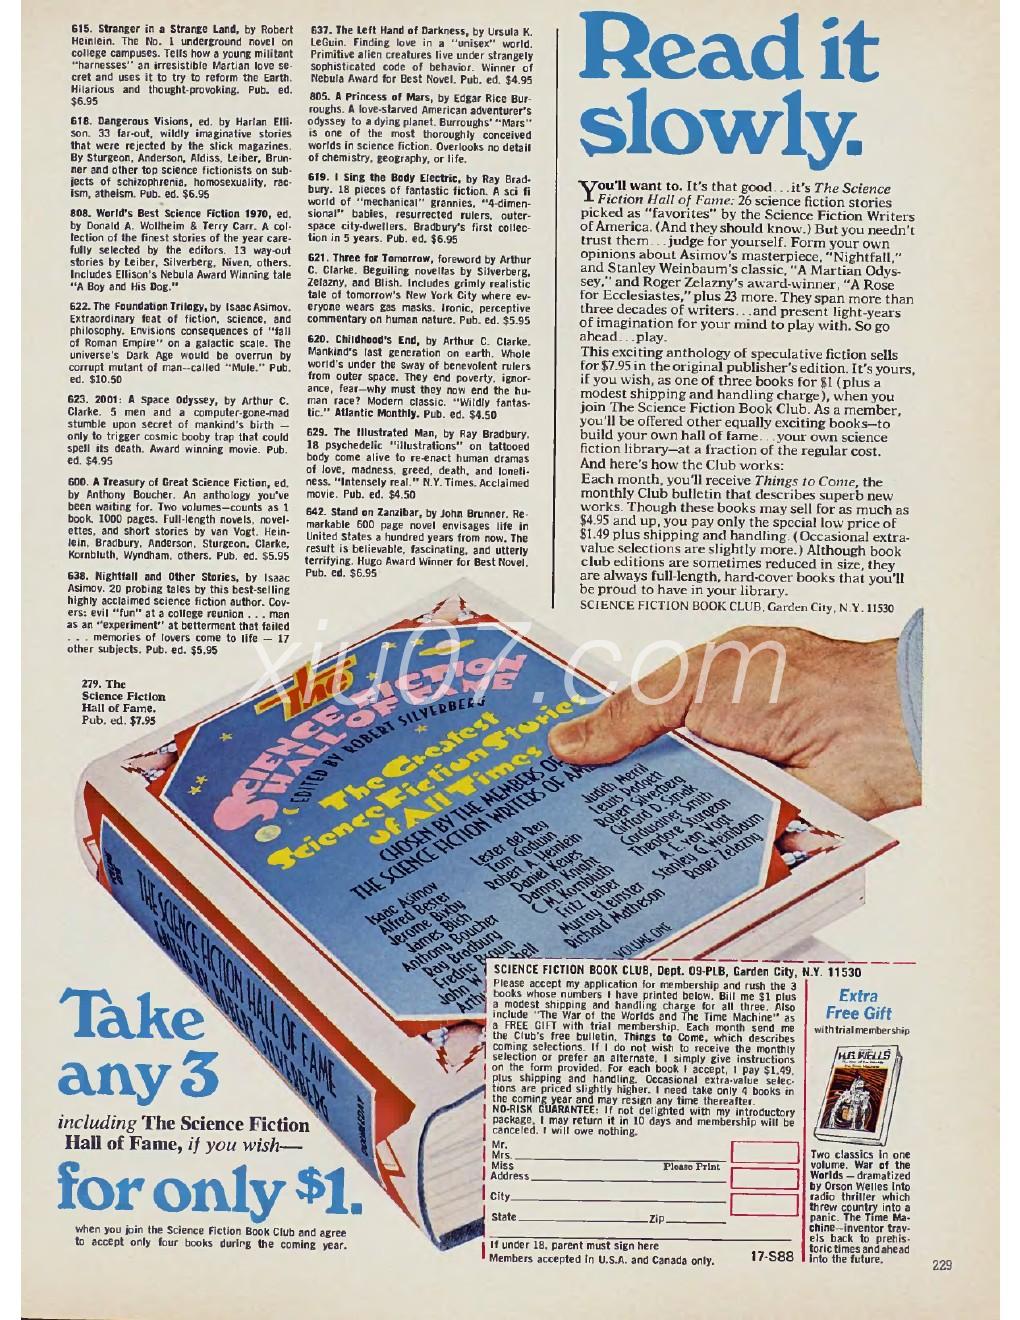 615. Stranger in a Strange Land, by Robert
Heinlein. The No. 1 underground novel on
college campuses. Tells how a young militant
"harnesses" an irresistible Martian love se-
cret and uses it to try to reform the Earth.
Hilarious and thought-provoking. Pub. ed.
$6.95
618. Dangerous Visions, ed. by Harlan Elli-
son. 33 far-out, wildly imaginative stories
that were rejected by the slick magazines.
By Sturgeon, Anderson, Aldiss, Leiber, Brun-
ner and other top science fictionists on sub-
jects of schizophrenia, homosexuality, rac-
ism, atheism. Pub. ed. $6.95
808. World's Best Science Fiction 1970, ed.
by Donald A. Wollheim & Terry Carr. A col-
lection of the finest stories of the year care-
fully selected by the editors. 13 way-out
stories by Leiber, Silverberg, Niven, others.
Includes Ellison's Nebula Award Winning tale
"A Boy and His Dog."
622. The Foundation Trilogy, by Isaac Asimov.
Extraordinary feat of fiction, science, and
philosophy. Envisions consequences of "fall
of Roman Empire" on a galactic scale. The
universe's Dark Age would be overrun by
corrupt mutant of man—called "Mule." Pub.
ed. $10.50
623. 2001: A Space Odyssey, by Arthur C.
Clarke. 5 men and a computer-gone-mad
stumble upon secret of mankind's birth —
only to trigger cosmic booby trap that could
spell its death. Award winning movie. Pub.
ed. $4.95
600. A Treasury of Great Science Fiction, ed.
by Anthony Boucher. An anthology you've
been waiting for. Two volumes—counts as 1
book. 1000 pages. Full-length novels, novel-
ettes, and short stories by van Vogt, Hein-
lein, Bradbury, Anderson, Sturgeon, Clarke,
Kornbluth, Wyndham, others. Pub. ed. $5.95
638. Nightfall and Other Stories, by Isaac
Asimov. 20 probing tales by this best-selling
highly acclaimed science fiction author. Cov-
ers: evil "fun" at a college reunion . . . man
as an "experiment" at betterment that failed
. . . memories of lovers come to life — 17
other subjects. Pub. ed. $5.95
637. The Left Hand of Darkness, by Ursula K.
LeGuin. Finding love in a "unisex" world.
Primitive alien creatures live under strangely
sophisticated code of behavior. Winner of
Nebula Award for Best Novel. Pub. ed. $4.95
805. A Princess of Mars, by Edgar Rice Bur-
roughs. A love-starved American adventurer's
odyssey to a dying planet. Burroughs' "Mars"
is one of the most thoroughly conceived
worlds in science fiction. Overlooks no detail
of chemistry, geography, or life.
619. I Sing the Body Electric, by Ray Brad-
bury. 18 pieces of fantastic fiction. A sci fi
world of "mechanical" grannies, "4-dimen-
sional" babies, resurrected rulers, outer-
space city-dwellers. Bradbury's first collec-
tion in 5 years. Pub. ed. $6.95
621. Three for Tomorrow, foreword by Arthur
C. Clarke. Beguiling novellas by Silverberg,
Zelazny, and Blish. Includes grimly realistic
tale of tomorrow's New York City where ev-
eryone wears gas masks. Ironic, perceptive
commentary on human nature. Pub. ed. $5.95
620. Childhood's End, by Arthur C. Clarke.
Mankind's last generation on earth. Whole
world's under the sway of benevolent rulers
from outer space. They end poverty, ignor-
ance, fear—why must they now end the hu-
man race? Modern classic. "Wildly fantas-
tic." Atlantic Monthly. Pub. ed. $4.50
629. The Illustrated Man, by Ray Bradbury.
18 psychedelic "illustrations" on tattooed
body come alive to re-enact human dramas
of love, madness, greed, death, and loneli-
ness. "Intensely real." N.Y. Times. Acclaimed
movie. Pub. ed. $4.50
642. Stand on Zanzibar, by John Brunner. Re-
markable 600 page novel envisages life in
United States a hundred years from now. The
result is believable, fascinating, and utterly
terrifying. Hugo Award Winner for Best Novel.
Pub. ed. $6.95
Read it
slowly.
You'll want to. It's that good . . . it's The Science
Fiction Hall of Fame: 26 science fiction stories
picked as "favorites" by the Science Fiction Writers
of America. (And they should know.) But you needn't
trust them . . . judge for yourself. Form your own
opinions about Asimov's masterpiece, "Nightfall,"
and Stanley Weinbaum's classic, "A Martian Odys-
sey," and Roger Zelazny's award-winner, "A Rose
for Ecclesiastes," plus 23 more. They span more than
three decades of writers . . . and present light-years
of imagination for your mind to play with. So go
ahead . . . play.
This exciting anthology of speculative fiction sells
for $7.95 in the original publisher's edition. It's yours,
if you wish, as one of three books for $1 (plus a
modest shipping and handling charge), when you
join The Science Fiction Book Club. As a member,
you'll be offered other equally exciting books—to
build your own hall of fame . . . your own science
fiction library—at a fraction of the regular cost.
And here's how the Club works:
Each month, you'll receive Things to Come, the
monthly Club bulletin that describes superb new
works. Though these books may sell for as much as
$4.95 and up, you pay only the special low price of
$1.49 plus shipping and handling. (Occasional extra-
value selections are slightly more.) Although book
club editions are sometimes reduced in size, they
are always full-length, hard-cover books that you'll
be proud to have in your library.
SCIENCE FICTION BOOK CLUB, Garden City, N.Y. 11530
xiu07.com
279. The
Science Fiction
Hall of Fame.
Pub. ed. $7.95
The
SCIENCE FICTION
HALL OF FAME
EDITED BY ROBERT SILVERBERG
The Greatest
Science Fiction Stories
of All Times
CHOSEN BY THE MEMBERS OF
THE SCIENCE FICTION WRITERS OF AME
Isaac Asimov
Alfred Bester
Jerome Bixby
James Blish
Anthony Boucher
Ray Bradbury
Fredric Brown
John W. bell
Arth
Lester del Rey
Tom Godwin
Robert A. Heinlein
Daniel Keyes
Damon Knight
C.M. Kornbluth
Fritz Leiber
Murray Leinster
Richard Matheson
Judith Merril
Lewis Padgett
Robert Silverberg
Clifford D. Simak
Cordwainer Smith
Theodore Sturgeon
A.E. van Vogt
Stanley G. Weinbaum
Roger Zelazny
VOLUME ONE
THE SCIENCE FICTION HALL OF FAME
EDITED BY ROBERT SILVERBERG
DOUBLEDAY
Take
any 3
including The Science Fiction
Hall of Fame, if you wish—
for only $1.
when you join the Science Fiction Book Club and agree
to accept only four books during the coming year.
SCIENCE FICTION BOOK CLUB, Dept. 09-PLB, Garden City, N.Y. 11530
Please accept my application for membership and rush the 3
books whose numbers I have printed below. Bill me $1 plus
a modest shipping and handling charge for all three. Also
include "The War of the Worlds and The Time Machine" as
a FREE GIFT with trial membership. Each month send me
the Club's free bulletin, Things to Come, which describes
coming selections. If I do not wish to receive the monthly
selection or prefer an alternate, I simply give instructions
on the form provided. For each book I accept, I pay $1.49,
plus shipping and handling. Occasional extra-value selec-
tions are priced slightly higher. I need take only 4 books in
the coming year and may resign any time thereafter.
NO-RISK GUARANTEE: If not delighted with my introductory
package, I may return it in 10 days and membership will be
canceled. I will owe nothing.
Mr.
Mrs.
Miss Please Print
Address
City
State Zip
If under 18, parent must sign here
Members accepted in U.S.A. and Canada only. 17-S88
Extra
Free Gift
with trial membership
H.G. WELLS
Two classics in one
volume. War of the
Worlds — dramatized
by Orson Welles into
radio thriller which
threw country into a
panic. The Time Ma-
chine—inventor trav-
els back to prehis-
toric times and ahead
into the future.
229